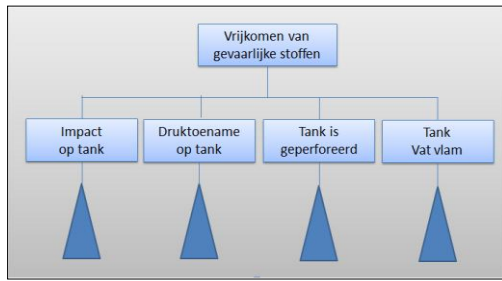 Vrijkomen van
gevaarlijke stoffen
Impact
op tank
Druktoename
op tank
Tank is
geperforeerd
Tank
Vat vlam